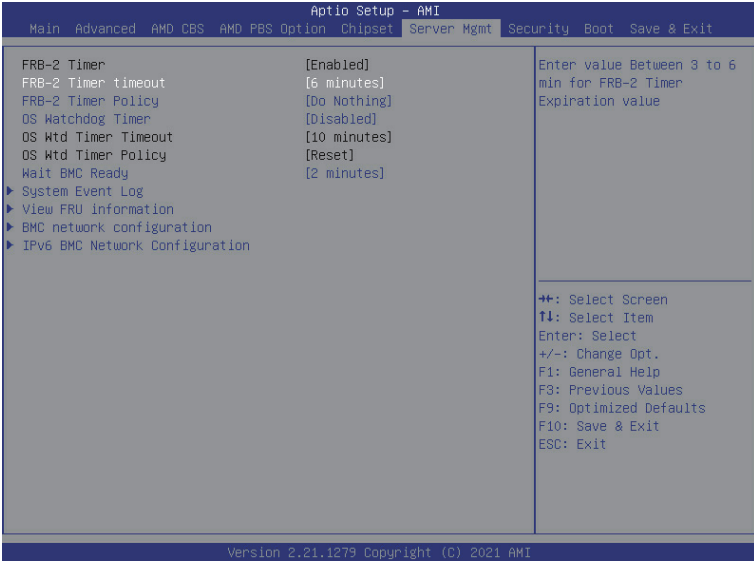 Aptio Setup – AMI
Main Advanced AMD CBS AMD PBS Option Chipset Server Mgmt Security Boot Save & Exit
FRB-2 Timer [Enabled]
FRB-2 Timer timeout [6 minutes]
FRB-2 Timer Policy [Do Nothing]
OS Watchdog Timer [Disabled]
OS Wtd Timer Timeout [10 minutes]
OS Wtd Timer Policy [Reset]
Wait BMC Ready [2 minutes]
System Event Log
View FRU information
BMC network configuration
IPv6 BMC Network Configuration
Enter value Between 3 to 6
min for FRB-2 Timer
Expiration value
→←: Select Screen
↑↓: Select Item
Enter: Select
+/-: Change Opt.
F1: General Help
F3: Previous Values
F9: Optimized Defaults
F10: Save & Exit
ESC: Exit
Version 2.21.1279 Copyright (C) 2021 AMI